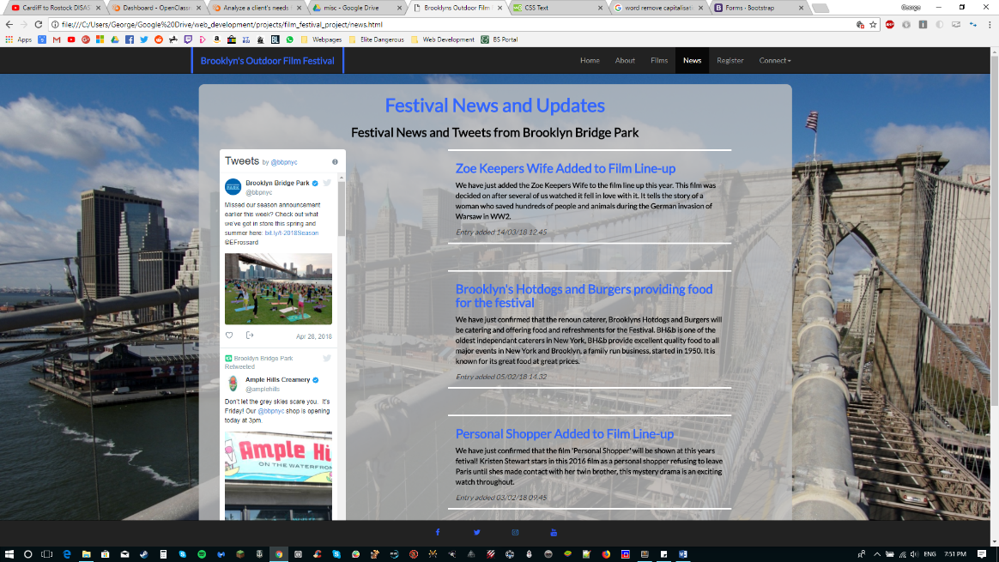 Cardiff to Rostock DISAS
Dashboard - OpenClassr
Analyze a client's needs f
misc - Google Drive
Brooklyns Outdoor Film F
CSS Text
word remove capitalisati
Forms · Bootstrap
George
file:///C:/Users/George/Google%20Drive/web_development/projects/film_festival_project/news.html
Apps
Webpages
Elite Dangerous
Web Development
BS Portal
Brooklyn's Outdoor Film Festival
Home
About
Films
News
Register
Connect
Festival News and Updates
Festival News and Tweets from Brooklyn Bridge Park
Tweets by @bbpnyc
Brooklyn Bridge Park
@bbpnyc
Missed our season announcement
earlier this week? Check out what
we've got in store this spring and
summer here: bit.ly/t-2018Season
©EFrossard
Apr 28, 2018
Brooklyn Bridge Park
Retweeted
Ample Hills Creamery
@amplehills
Don't let the grey skies scare you. It's
Friday! Our @bbpnyc shop is opening
today at 3pm.
Ample Hi
ON THE WATERFRON
Zoe Keepers Wife Added to Film Line-up
We have just added the Zoe Keepers Wife to the film line up this year. This film was
decided on after several of us watched it fell in love with it. It tells the story of a
woman who saved hundreds of people and animals during the German invasion of
Warsaw in WW2.
Entry added 14/03/18 12.45
Brooklyn's Hotdogs and Burgers providing food
for the festival
We have just confirmed that the renoun caterer, Brooklyns Hotdogs and Burgers will
be catering and offering food and refreshments for the Festival. BH&b is one of the
oldest independant caterers in New York, BH&b provide excellent quality food to all
major events in New York and Brooklyn, a family run business, started in 1950. It is
known for its great food at great prices.
Entry added 05/02/18 14.32
Personal Shopper Added to Film Line-up
We have just confirmed that the film 'Personal Shopper' will be shown at this years
fetival! Kristen Stewart stars in this 2016 film as a personal shopper refusing to leave
Paris until shes made contact with her twin brother, this mystery drama is an exciting
watch throughout.
Entry added 03/02/18 09.45
PIER
ENG
7:51 PM